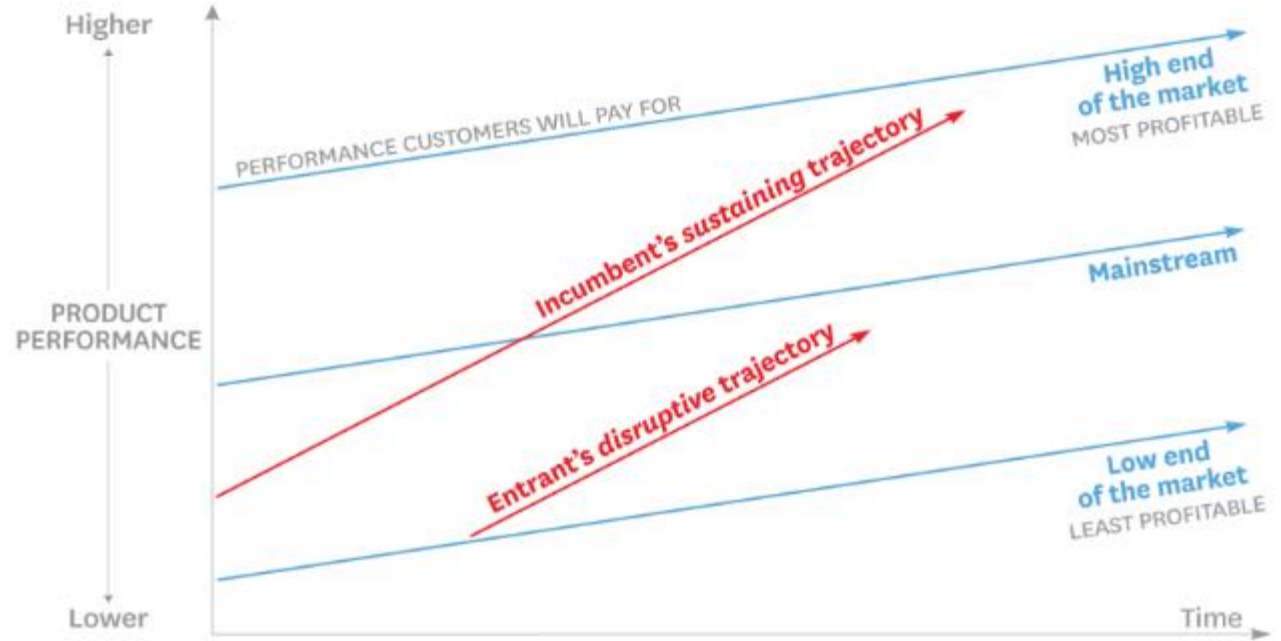 Higher
PERFORMANCE CUSTOMERS WILL PAY FOR
High end
of the market
MOST PROFITABLE
Incumbent’s sustaining trajectory
Mainstream
PRODUCT
PERFORMANCE
Entrant’s disruptive trajectory
Low end
of the market
LEAST PROFITABLE
Lower
Time